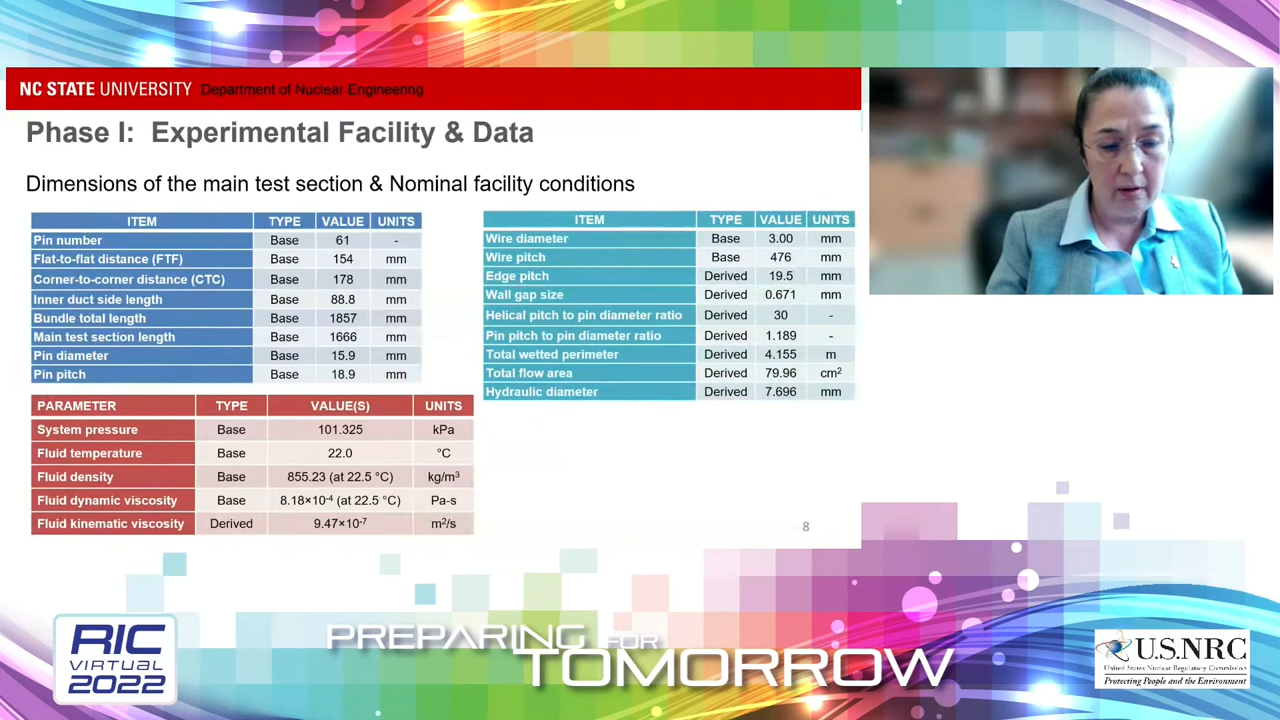 NC STATE UNIVERSITY Department of Nuclear Engineering
Phase I: Experimental Facility & Data
Dimensions of the main test section & Nominal facility conditions
ITEM TYPE VALUE UNITS
Pin number Base 61 -
Flat-to-flat distance (FTF) Base 154 mm
Corner-to-corner distance (CTC) Base 178 mm
Inner duct side length Base 88.8 mm
Bundle total length Base 1857 mm
Main test section length Base 1666 mm
Pin diameter Base 15.9 mm
Pin pitch Base 18.9 mm
ITEM TYPE VALUE UNITS
Wire diameter Base 3.00 mm
Wire pitch Base 476 mm
Edge pitch Derived 19.5 mm
Wall gap size Derived 0.671 mm
Helical pitch to pin diameter ratio Derived 30 -
Pin pitch to pin diameter ratio Derived 1.189 -
Total wetted perimeter Derived 4.155 m
Total flow area Derived 79.96 cm²
Hydraulic diameter Derived 7.696 mm
PARAMETER TYPE VALUE(S) UNITS
System pressure Base 101.325 kPa
Fluid temperature Base 22.0 °C
Fluid density Base 855.23 (at 22.5 °C) kg/m³
Fluid dynamic viscosity Base 8.18×10⁻⁴ (at 22.5 °C) Pa-s
Fluid kinematic viscosity Derived 9.47×10⁻⁷ m²/s
8
RIC
VIRTUAL
2022
PREPARING FOR
TOMORROW
U.S.NRC
United States Nuclear Regulatory Commission
Protecting People and the Environment